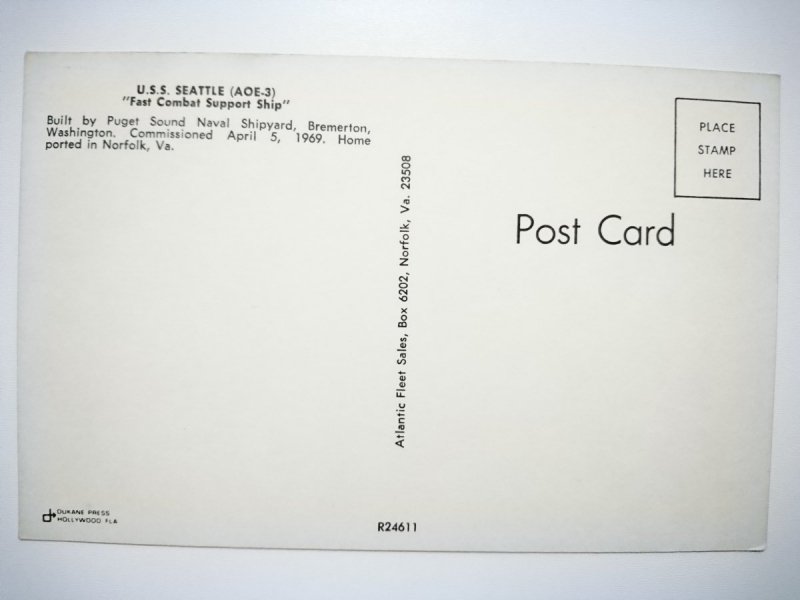 U.S.S. SEATTLE (AOE-3)
"Fast Combat Support Ship"
Built by Puget Sound Naval Shipyard, Bremerton,
Washington. Commissioned April 5, 1969. Home
ported in Norfolk, Va.
Atlantic Fleet Sales, Box 6202, Norfolk, Va. 23508
PLACE
STAMP
HERE
Post Card
DUKANE PRESS
HOLLYWOOD FLA
R24611